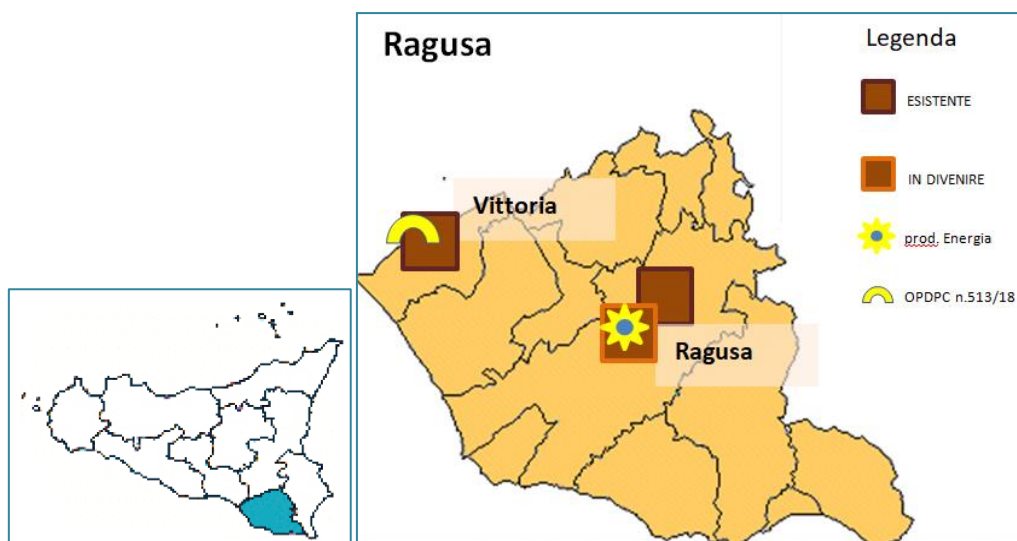 Ragusa
Legenda
ESISTENTE
IN DIVENIRE
prod. Energia
OPDPC n.513/18
Vittoria
Ragusa